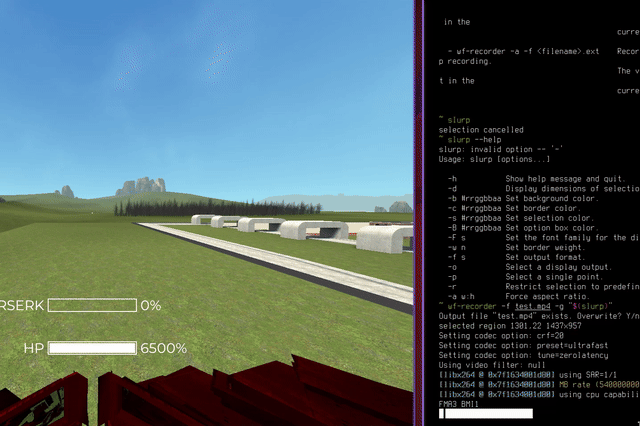 RSERK 0%
HP 6500%
in the
curre
- wf-recorder -a -f <filename>.ext Recor
p recording.
The v
t in the
curre
~ slurp
selection cancelled
~ slurp --help
slurp: invalid option -- '-'
Usage: slurp [options...]
-h Show help message and quit.
-d Display dimensions of selectio
-b #rrggbbaa Set background color.
-c #rrggbbaa Set border color.
-s #rrggbbaa Set selection color.
-B #rrggbbaa Set option box color.
-F s Set the font family for the di
-w n Set border weight.
-f s Set output format.
-o Select a display output.
-p Select a single point.
-r Restrict selection to predefin
-a w:h Force aspect ratio.
~ wf-recorder -f test.mp4 -g "$(slurp)"
Output file "test.mp4" exists. Overwrite? Y/n
selected region 1301,22 1437x957
Setting codec option: crf=20
Setting codec option: preset=ultrafast
Setting codec option: tune=zerolatency
Using video filter: null
[libx264 @ 0x7f1634001d80] using SAR=1/1
[libx264 @ 0x7f1634001d80] MB rate (540000000
[libx264 @ 0x7f1634001d80] using cpu capabili
FMA3 BMI1